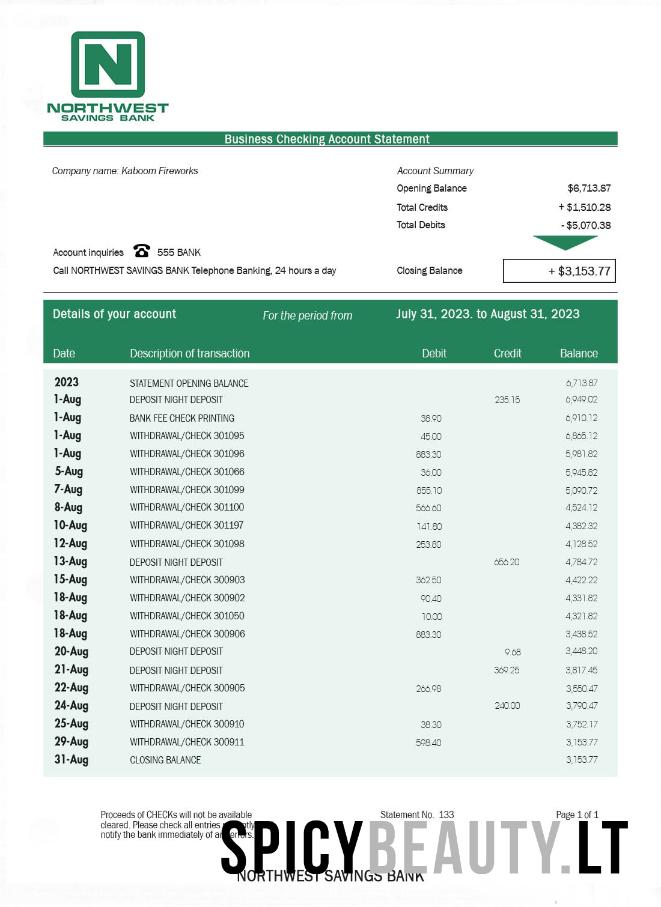 N
NORTHWEST
SAVINGS BANK
Business Checking Account Statement
Company name: Kaboom Fireworks
Account Summary
Opening Balance $6,713.87
Total Credits + $1,510.28
Total Debits - $5,070.38
Account inquiries 555 BANK
Call NORTHWEST SAVINGS BANK Telephone Banking, 24 hours a day
Closing Balance + $3,153.77
Details of your account For the period from July 31, 2023. to August 31, 2023
Date Description of transaction Debit Credit Balance
2023 STATEMENT OPENING BALANCE 6,713.87
1-Aug DEPOSIT NIGHT DEPOSIT 235.15 6,949.02
1-Aug BANK FEE CHECK PRINTING 38.90 6,910.12
1-Aug WITHDRAWAL/CHECK 301095 45.00 6,865.12
1-Aug WITHDRAWAL/CHECK 301096 883.30 5,981.82
5-Aug WITHDRAWAL/CHECK 301066 36.00 5,945.82
7-Aug WITHDRAWAL/CHECK 301099 855.10 5,090.72
8-Aug WITHDRAWAL/CHECK 301100 566.60 4,524.12
10-Aug WITHDRAWAL/CHECK 301197 141.80 4,382.32
12-Aug WITHDRAWAL/CHECK 301098 253.80 4,128.52
13-Aug DEPOSIT NIGHT DEPOSIT 656.20 4,784.72
15-Aug WITHDRAWAL/CHECK 300903 362.50 4,422.22
18-Aug WITHDRAWAL/CHECK 300902 90.40 4,331.82
18-Aug WITHDRAWAL/CHECK 301050 10.00 4,321.82
18-Aug WITHDRAWAL/CHECK 300906 883.30 3,438.52
20-Aug DEPOSIT NIGHT DEPOSIT 9.68 3,448.20
21-Aug DEPOSIT NIGHT DEPOSIT 369.25 3,817.45
22-Aug WITHDRAWAL/CHECK 300905 266.98 3,550.47
24-Aug DEPOSIT NIGHT DEPOSIT 240.00 3,790.47
25-Aug WITHDRAWAL/CHECK 300910 38.30 3,752.17
29-Aug WITHDRAWAL/CHECK 300911 598.40 3,153.77
31-Aug CLOSING BALANCE 3,153.77
Proceeds of CHECKs will not be available Statement No. 133 Page 1 of 1
cleared. Please check all entries
notify the bank immediately of any errors.
SPICYBEAUTY.LT
NORTHWEST SAVINGS BANK